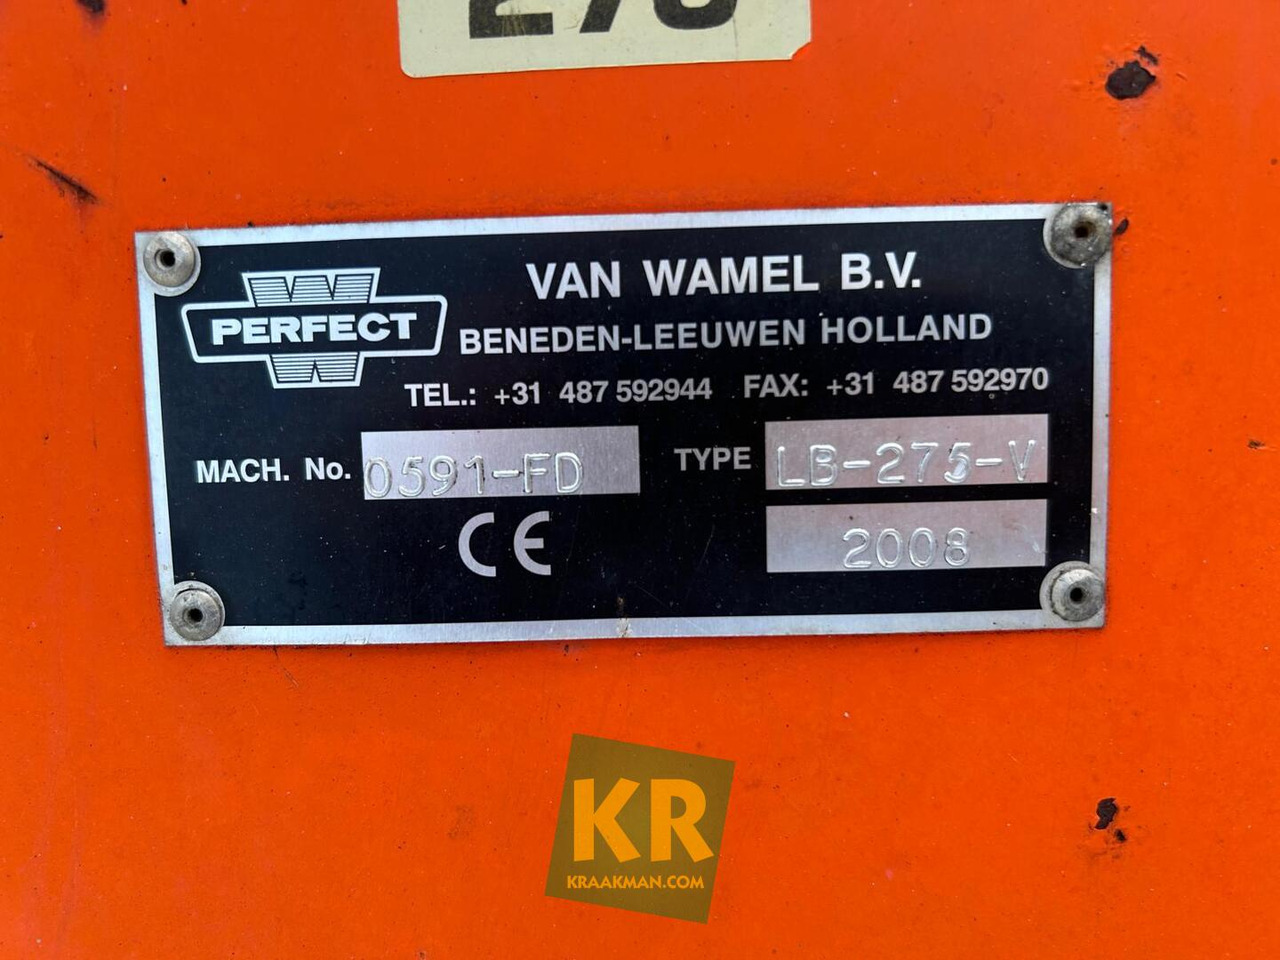 W
PERFECT
W
VAN WAMEL B.V.
BENEDEN-LEEUWEN HOLLAND
TEL.: +31 487 592944 FAX: +31 487 592970
MACH. No. 0591-FD TYPE LB-275-V
CE 2008
KR
KRAAKMAN.COM